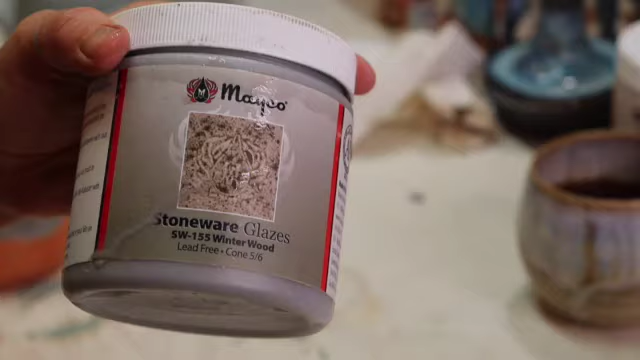 Mayco
Stoneware Glazes
SW-155 Winter Wood
Lead Free • Cone 5/6